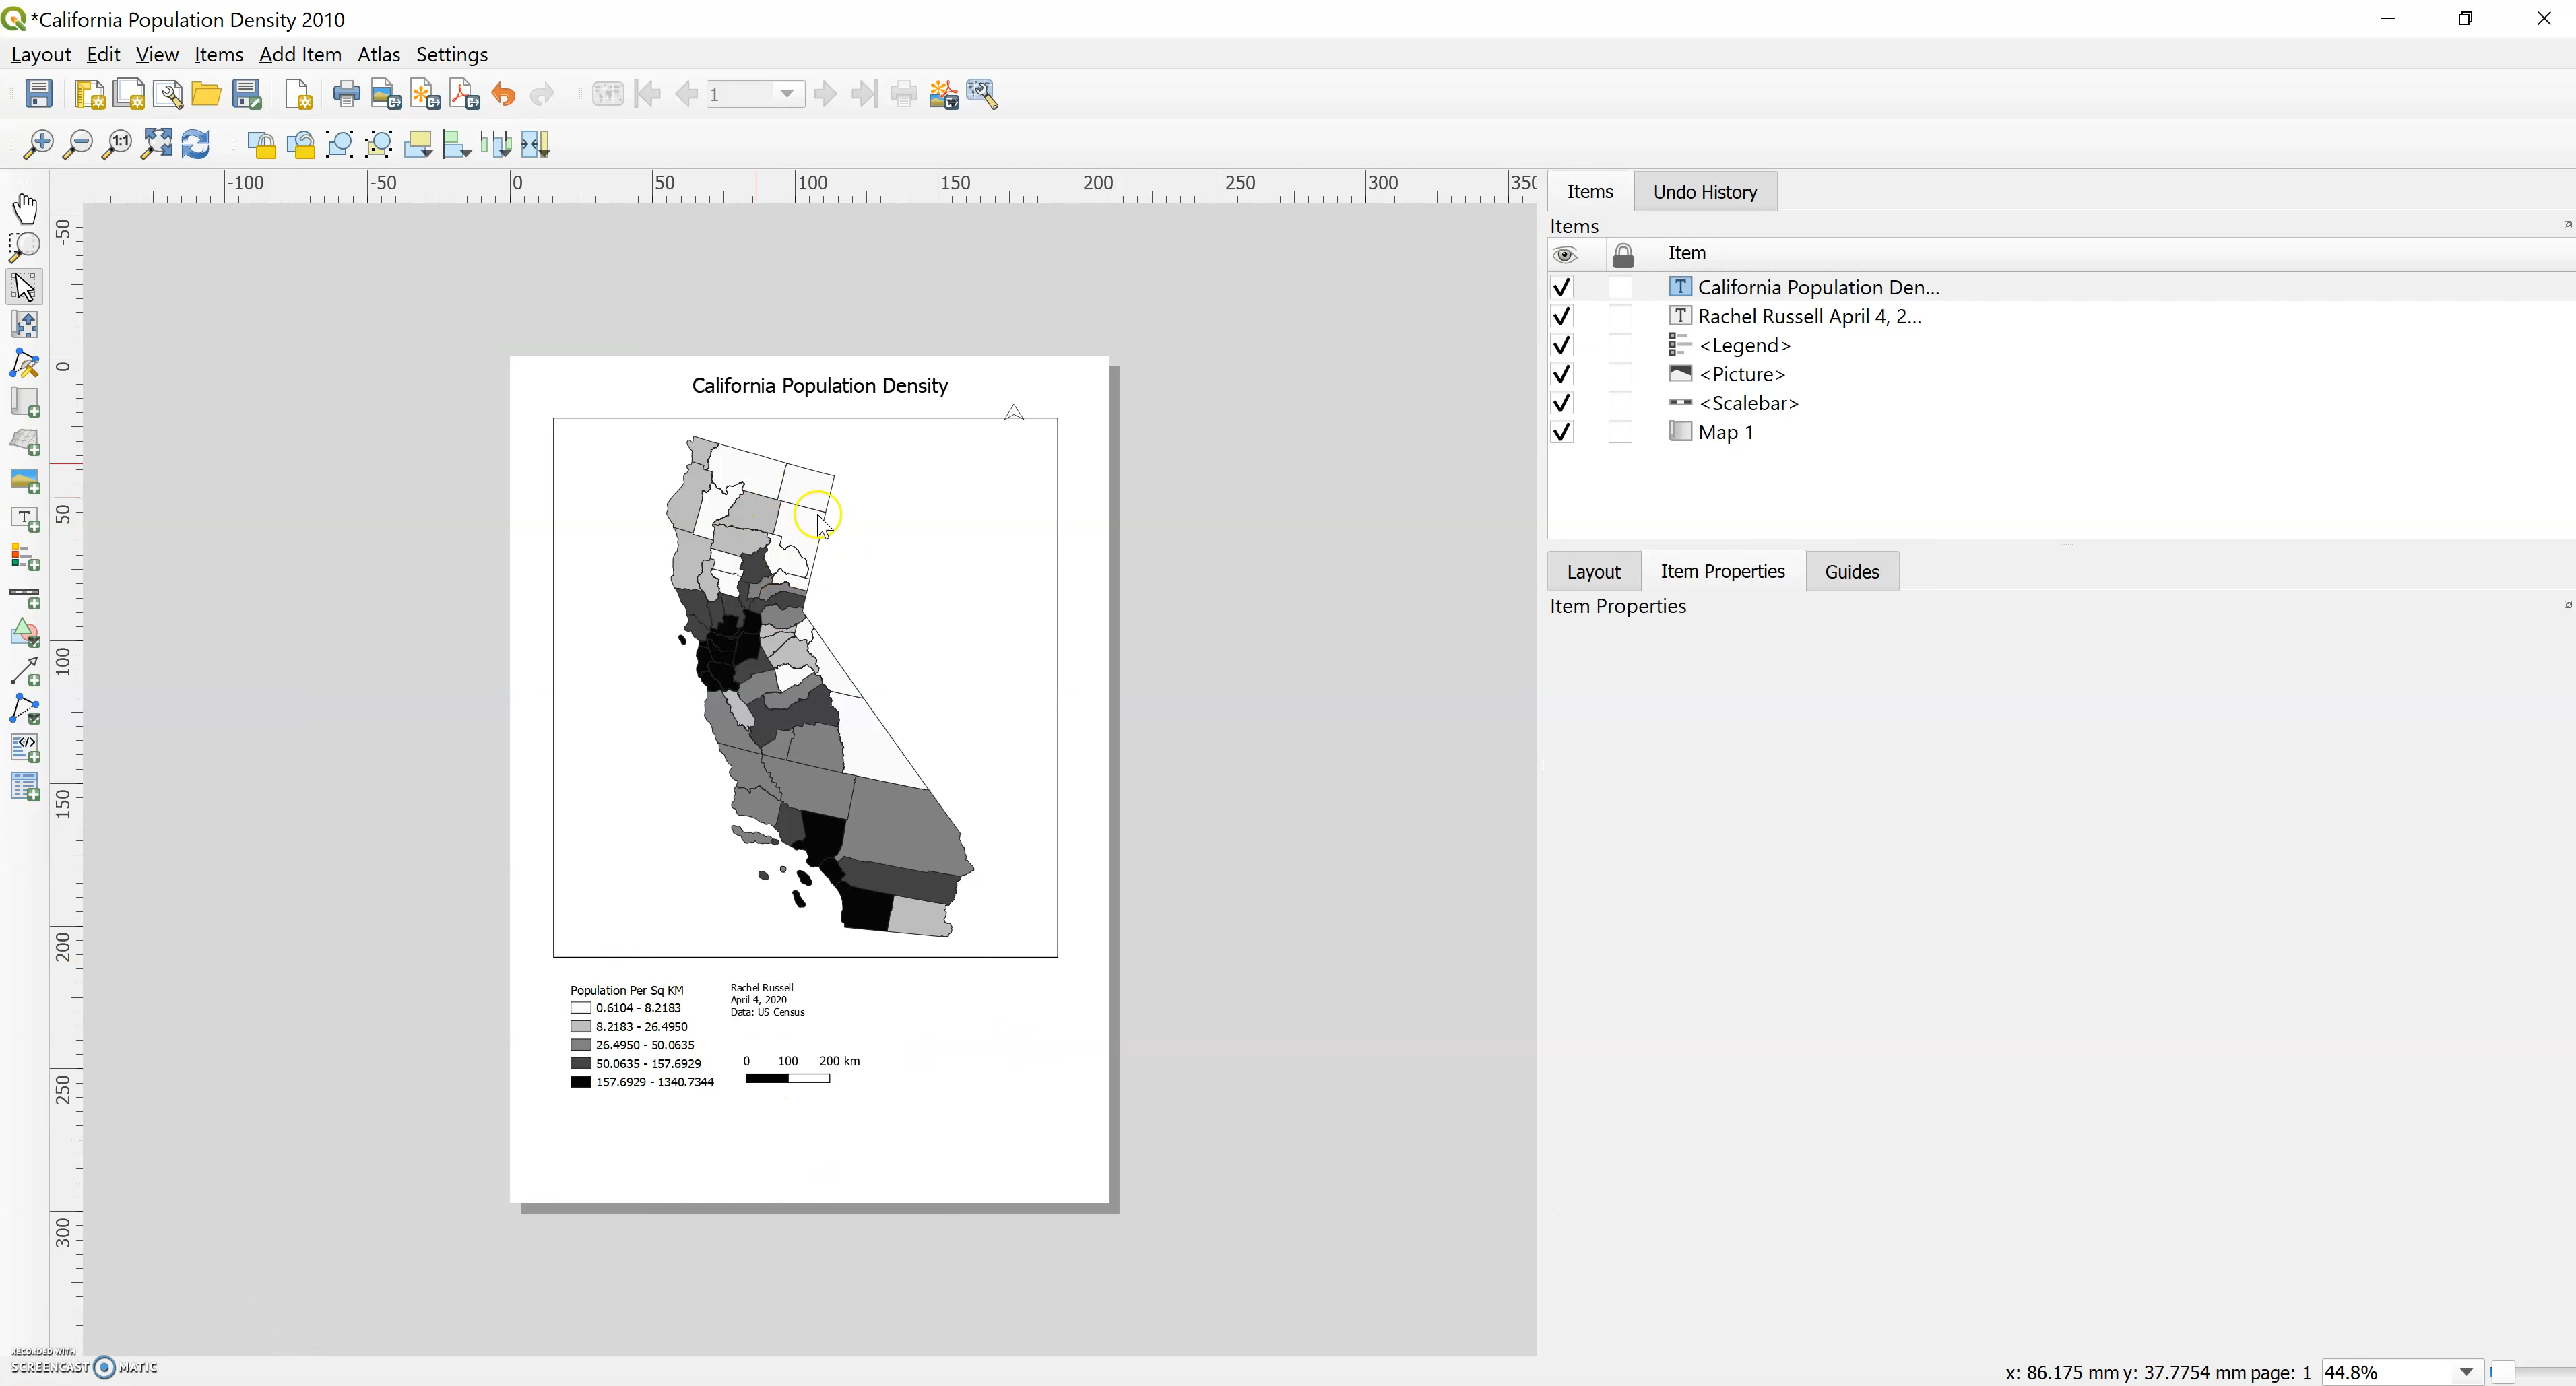 *California Population Density 2010
Layout Edit View Items Add Item Atlas Settings
1
1:1
-100 -50 0 50 100 150 200 250 300 350
Items Undo History
Items
Item
T California Population Den...
T Rachel Russell April 4, 2...
<Legend>
<Picture>
<Scalebar>
Map 1
Layout Item Properties Guides
Item Properties
-50
0
50
100
150
200
250
300
California Population Density
Population Per Sq KM
0.6104 - 8.2183
8.2183 - 26.4950
26.4950 - 50.0635
50.0635 - 157.6929
157.6929 - 1340.7344
Rachel Russell
April 4, 2020
Data: US Census
0 100 200 km
RECORDED WITH
SCREENCAST MATIC
x: 86.175 mm y: 37.7754 mm page: 1 44.8%